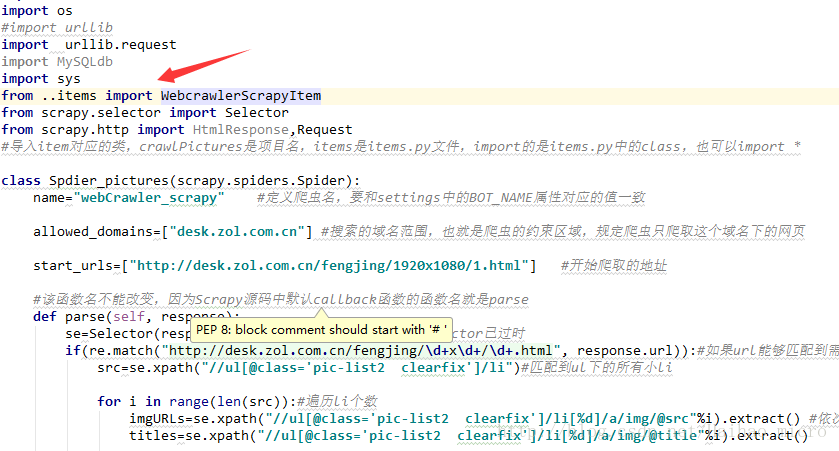 import os
#import urllib
import  urllib.request
import MySQLdb
import sys
from ..items import WebcrawlerScrapyItem
from scrapy.selector import Selector
from scrapy.http import HtmlResponse,Request
#导入item对应的类，crawlPictures是项目名，items是items.py文件，import的是items.py中的class，也可以import *
class Spdier_pictures(scrapy.spiders.Spider):
name="webCrawler_scrapy"    #定义爬虫名，要和settings中的BOT_NAME属性对应的值一致
allowed_domains=["desk.zol.com.cn"] #搜索的域名范围，也就是爬虫的约束区域，规定爬虫只爬取这个域名下的网页
start_urls=["http://desk.zol.com.cn/fengjing/1920x1080/1.html"]   #开始爬取的地址
#该函数名不能改变，因为Scrapy源码中默认callback函数的函数名就是parse
def parse(self, response):
PEP 8: block comment should start with '# '
se=Selector(res ctor已过时
if(re.match("http://desk.zol.com.cn/fengjing/\d+x\d+/\d+.html", response.url)):#如果url能够匹配到需
src=se.xpath("//ul[@class='pic-list2  clearfix']/li")#匹配到ul下的所有小li
for i in range(len(src)):#遍历li个数
imgURLs=se.xpath("//ul[@class='pic-list2  clearfix']/li[%d]/a/img/@src"%i).extract() #依次
titles=se.xpath("//ul[@class='pic-list2  clearfix']/li[%d]/a/img/@title"%i).extract()